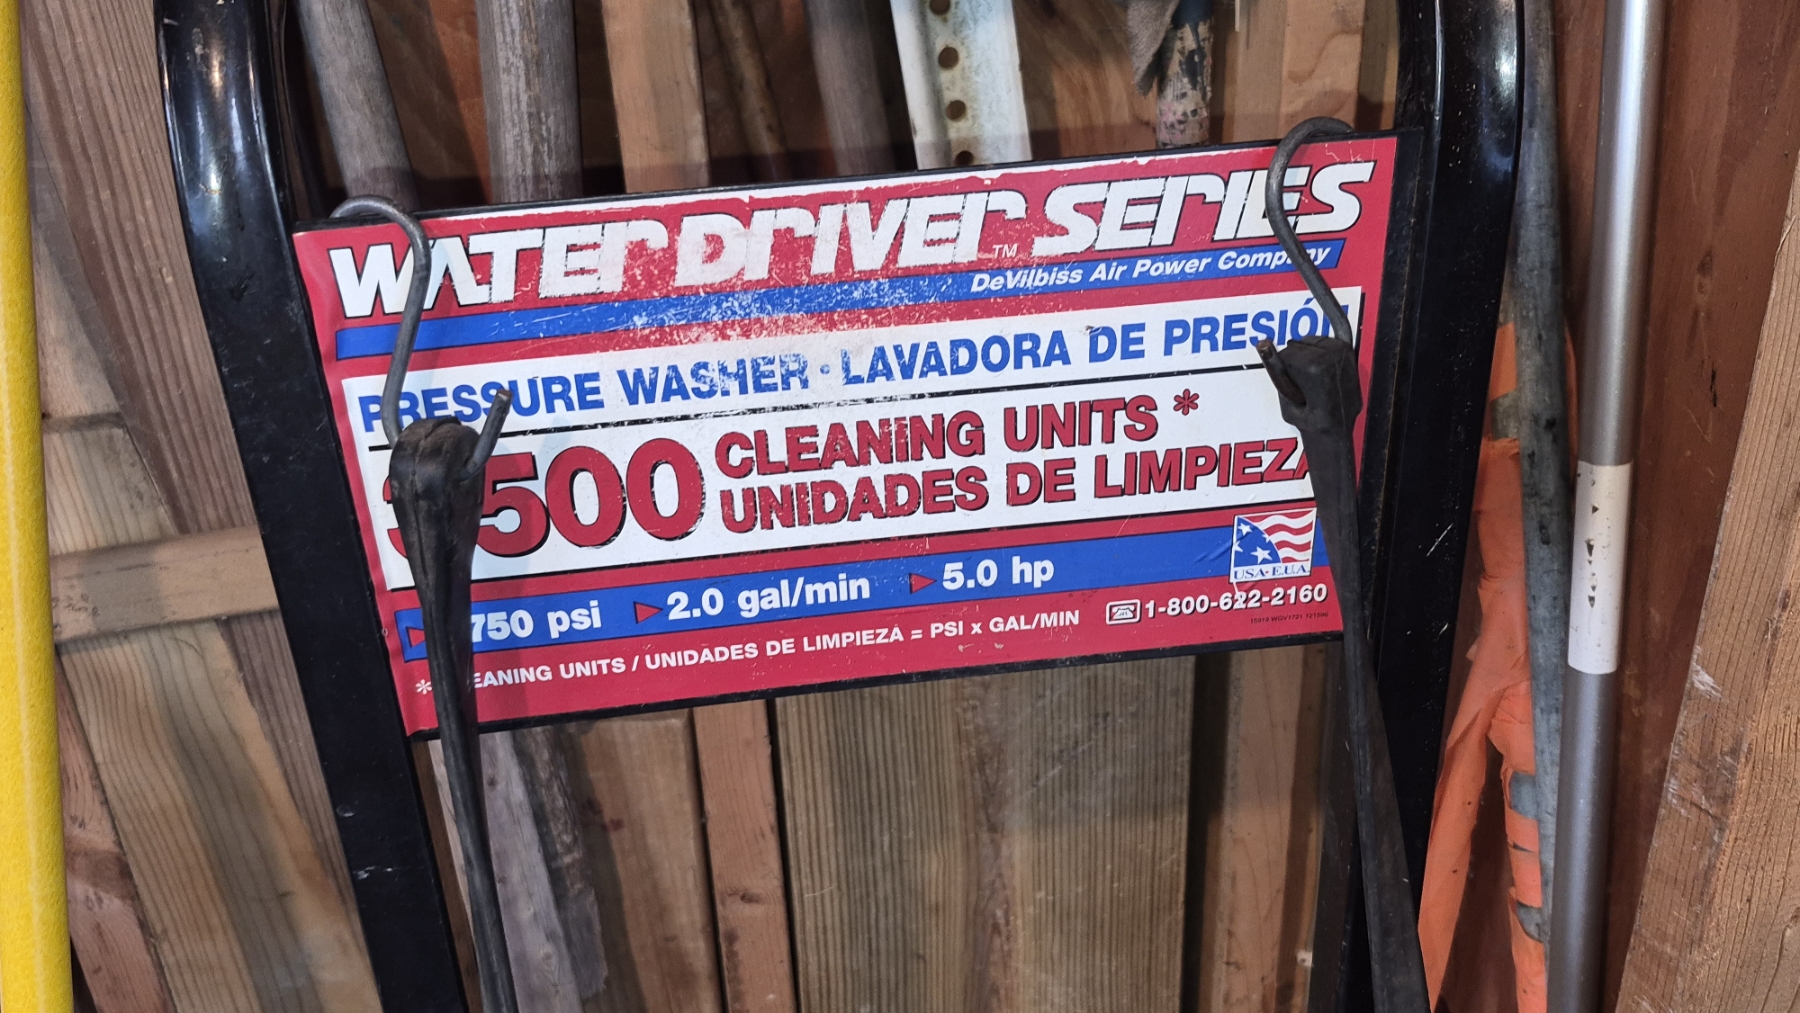 WATER DRIVER SERIES
TM
DeVilbiss Air Power Company
PRESSURE WASHER · LAVADORA DE PRESIÓN
500 CLEANING UNITS *
UNIDADES DE LIMPIEZA
750 psi 2.0 gal/min 5.0 hp
USA·E.U.A.
* EANING UNITS / UNIDADES DE LIMPIEZA = PSI x GAL/MIN 1-800-622-2160